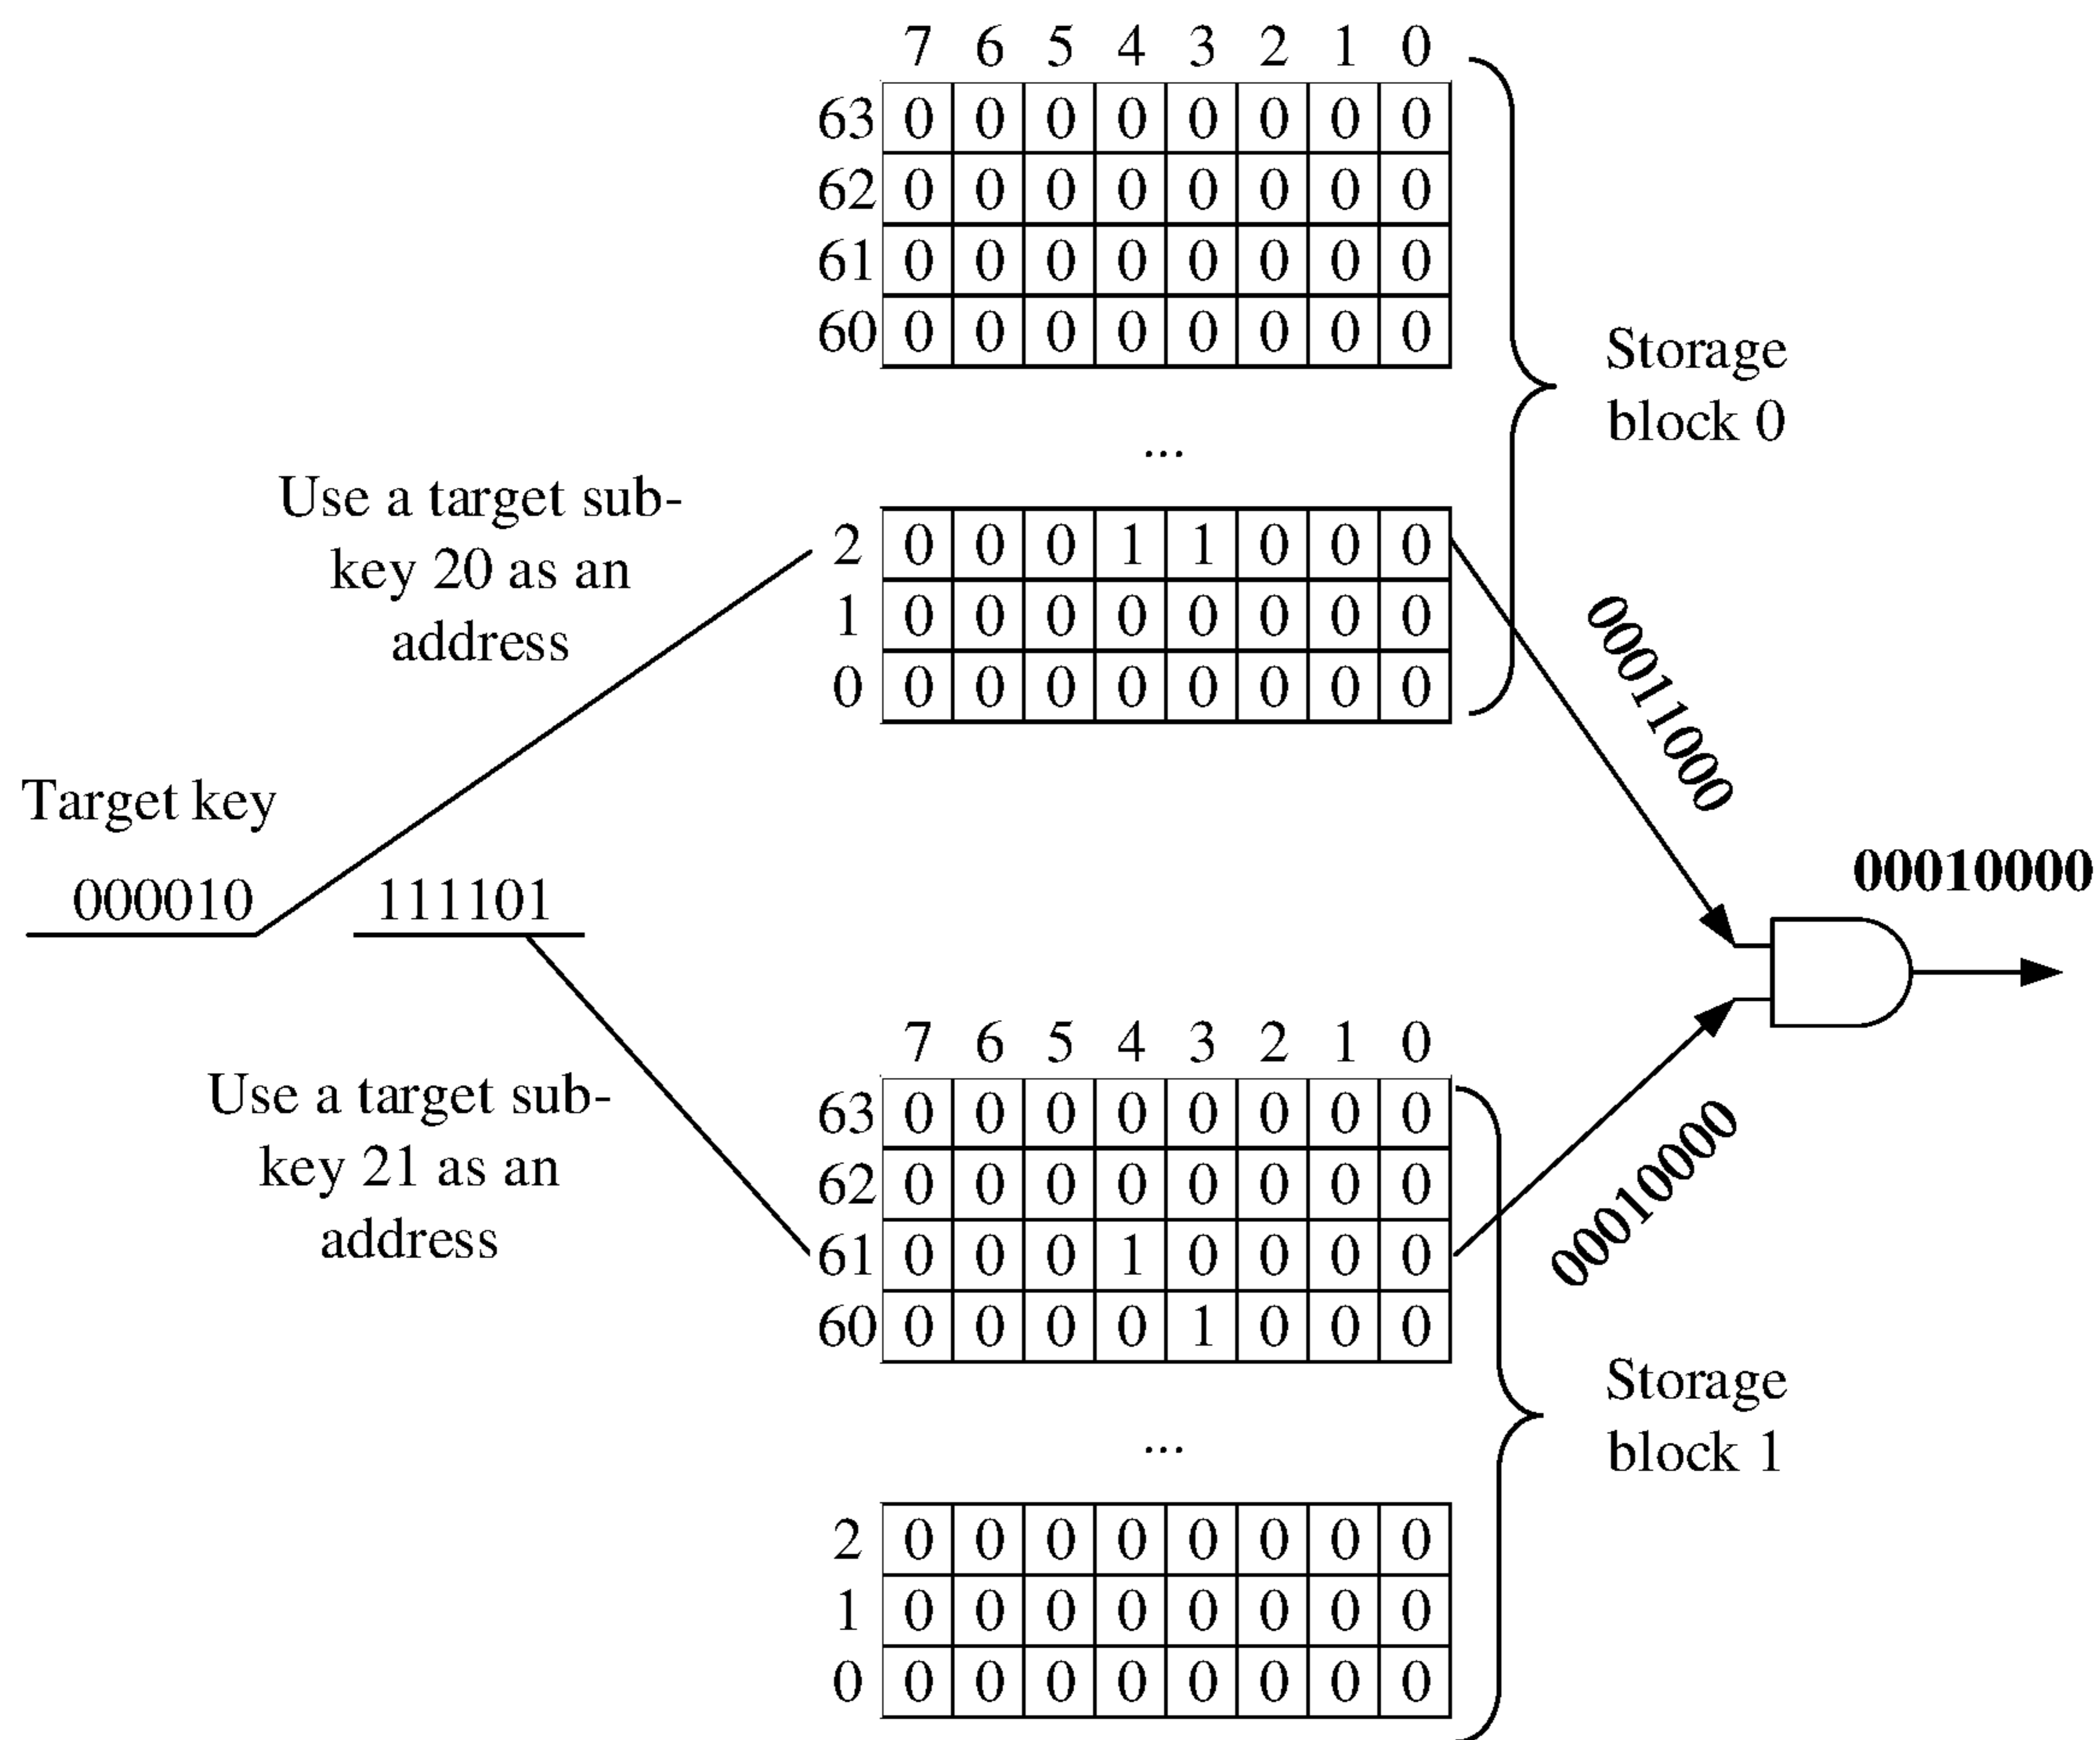 7 6 5 4 3 2 1 0
63 0 0 0 0 0 0 0 0
62 0 0 0 0 0 0 0 0
61 0 0 0 0 0 0 0 0
60 0 0 0 0 0 0 0 0
Storage
block 0
...
Use a target sub-
key 20 as an
address
2 0 0 0 1 1 0 0 0
1 0 0 0 0 0 0 0 0
0 0 0 0 0 0 0 0 0
00011000
Target key
000010 111101
00010000
7 6 5 4 3 2 1 0
63 0 0 0 0 0 0 0 0
62 0 0 0 0 0 0 0 0
61 0 0 0 1 0 0 0 0
60 0 0 0 0 1 0 0 0
Use a target sub-
key 21 as an
address
00010000
Storage
block 1
...
2 0 0 0 0 0 0 0 0
1 0 0 0 0 0 0 0 0
0 0 0 0 0 0 0 0 0